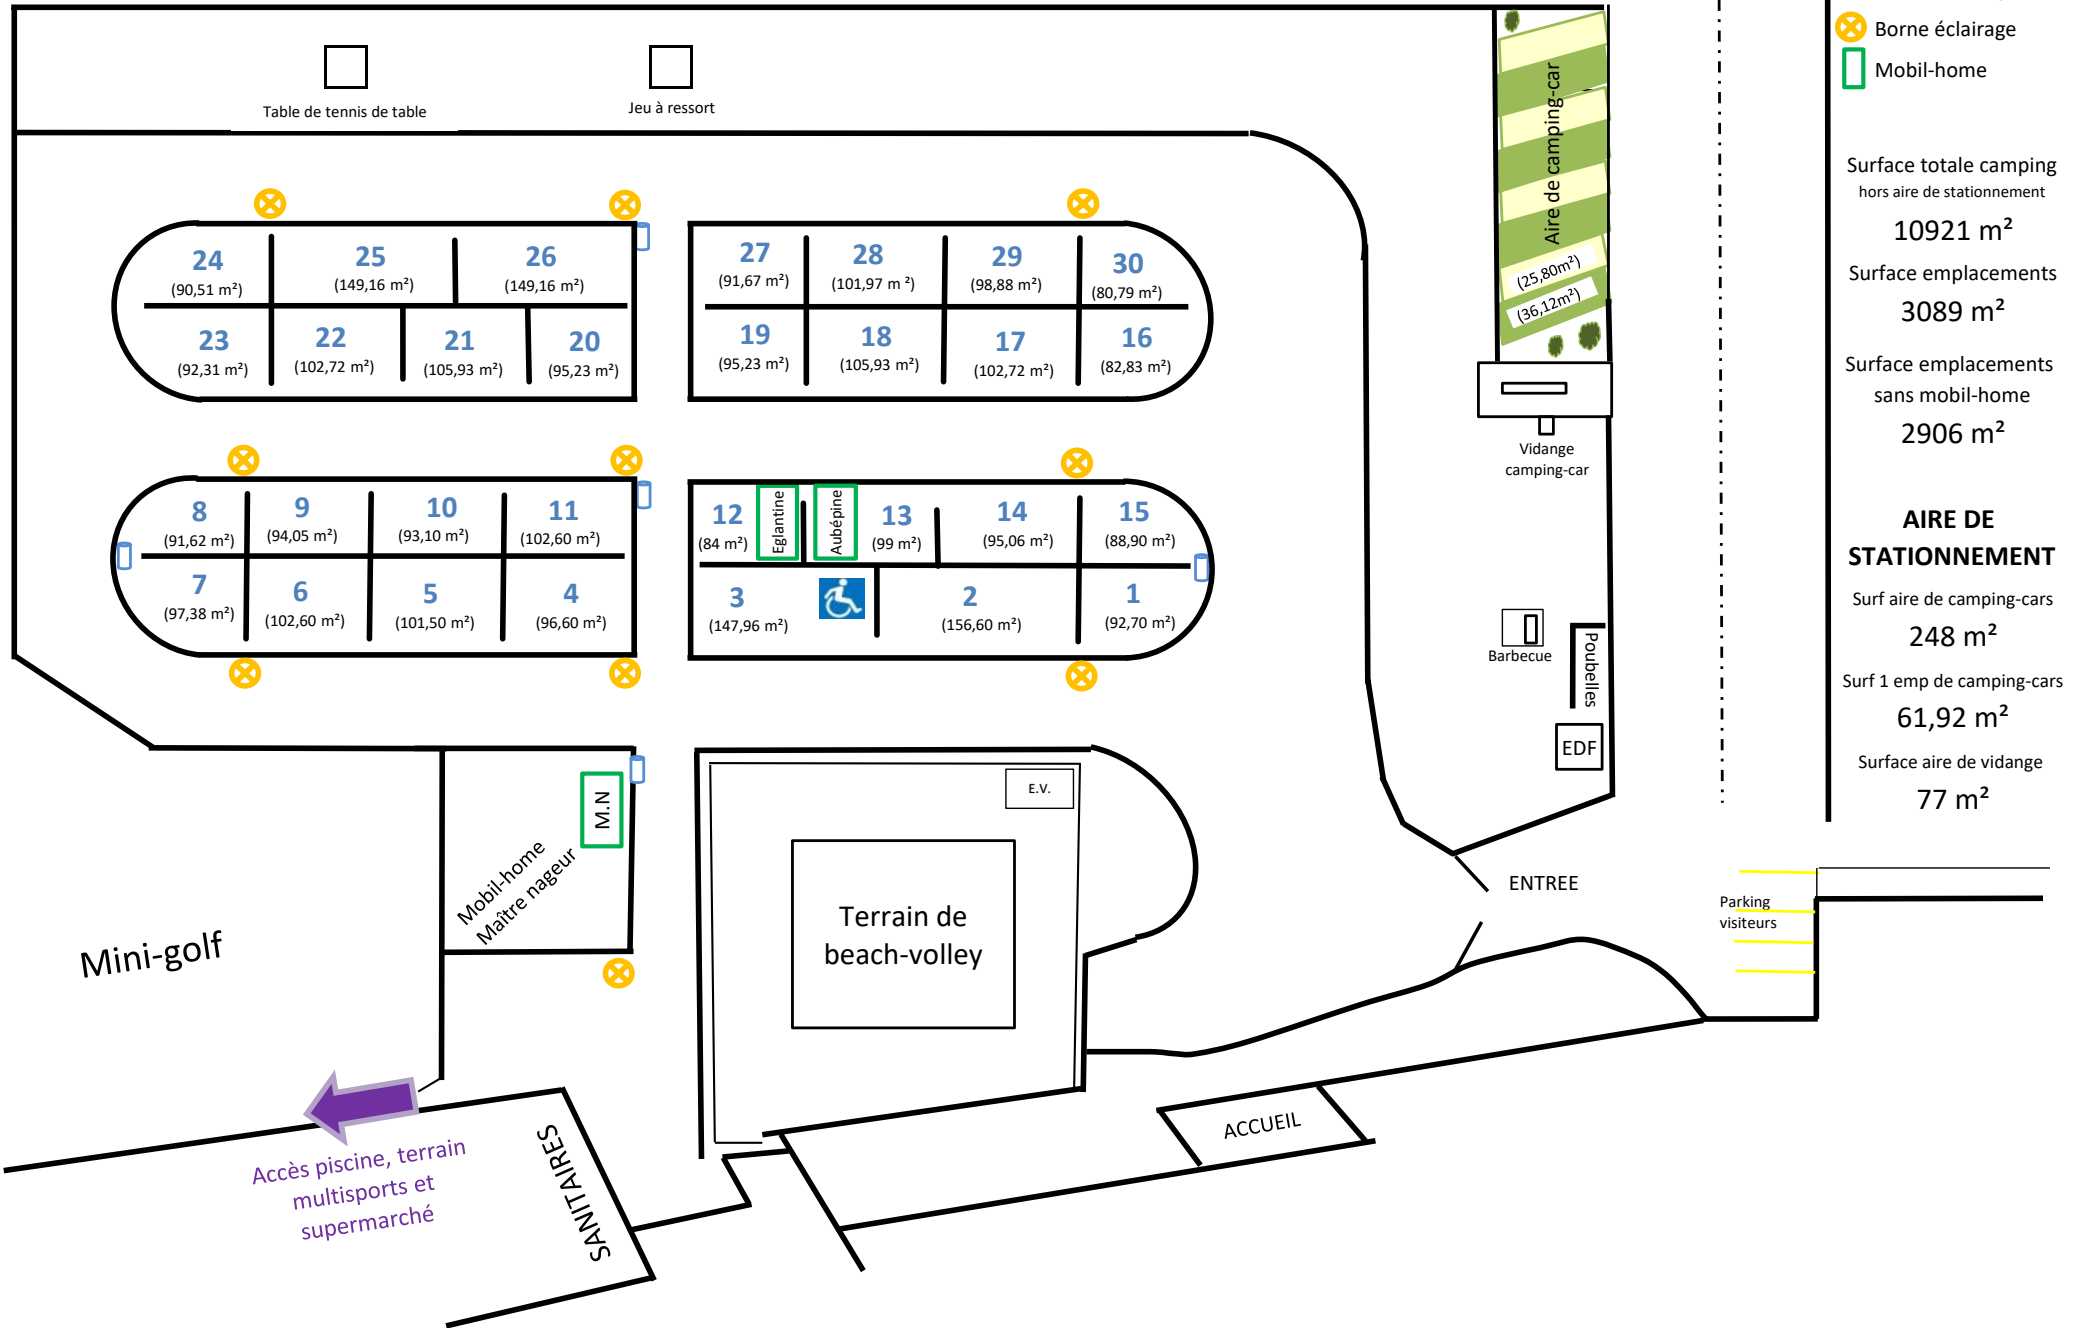 Borne éclairage
Mobil-home
Table de tennis de table
Jeu à ressort
Aire de camping-car
(25,80m²)
(36,12m²)
Surface totale camping
hors aire de stationnement
10921 m²
Surface emplacements
3089 m²
Surface emplacements
sans mobil-home
2906 m²
AIRE DE
STATIONNEMENT
Surf aire de camping-cars
248 m²
Surf 1 emp de camping-cars
61,92 m²
Surface aire de vidange
77 m²
24
(90,51 m²)
25
(149,16 m²)
26
(149,16 m²)
27
(91,67 m²)
28
(101,97 m ²)
29
(98,88 m²)
30
(80,79 m²)
23
(92,31 m²)
22
(102,72 m²)
21
(105,93 m²)
20
(95,23 m²)
19
(95,23 m²)
18
(105,93 m²)
17
(102,72 m²)
16
(82,83 m²)
Vidange
camping-car
8
(91,62 m²)
9
(94,05 m²)
10
(93,10 m²)
11
(102,60 m²)
12
(84 m²)
Eglantine
Aubépine
13
(99 m²)
14
(95,06 m²)
15
(88,90 m²)
7
(97,38 m²)
6
(102,60 m²)
5
(101,50 m²)
4
(96,60 m²)
3
(147,96 m²)
2
(156,60 m²)
1
(92,70 m²)
Barbecue
Poubelles
EDF
M.N
Mobil-home
Maître nageur
E.V.
Terrain de
beach-volley
ENTREE
Parking
visiteurs
Mini-golf
ACCUEIL
SANITAIRES
Accès piscine, terrain
multisports et
supermarché